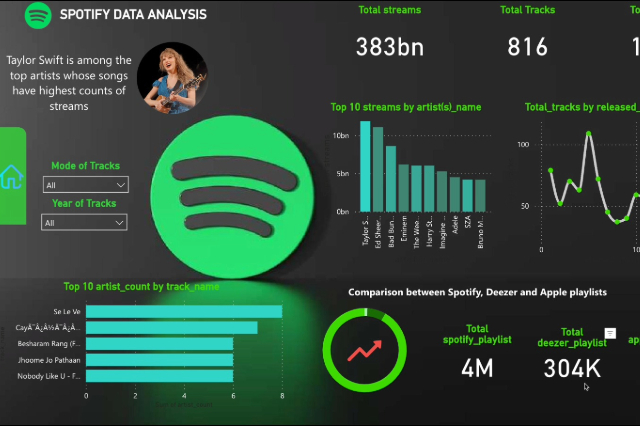 SPOTIFY DATA ANALYSIS
Total streams
Total Tracks
To
383bn
816
1
Taylor Swift is among the
top artists whose songs
have highest counts of
streams
Top 10 streams by artist(s)_name
Total_tracks by released_
10bn
5bn
0bn
Taylor S...
Ed Sheer...
Bad Bun...
Eminem
The Wee...
Harry St...
Imagine ...
Adele
SZA
Bruno M...
100
50
0
10
Mode of Tracks
All
Year of Tracks
All
Top 10 artist_count by track_name
Se Le Ve
CayÃ¯Â¿Â½Ã¯Â¿Â...
Besharam Rang (F...
Jhoome Jo Pathaan
Nobody Like U - F...
0
2
4
6
8
Comparison between Spotify, Deezer and Apple playlists
Total
spotify_playlist
4M
Total
deezer_playlist
304K
ap